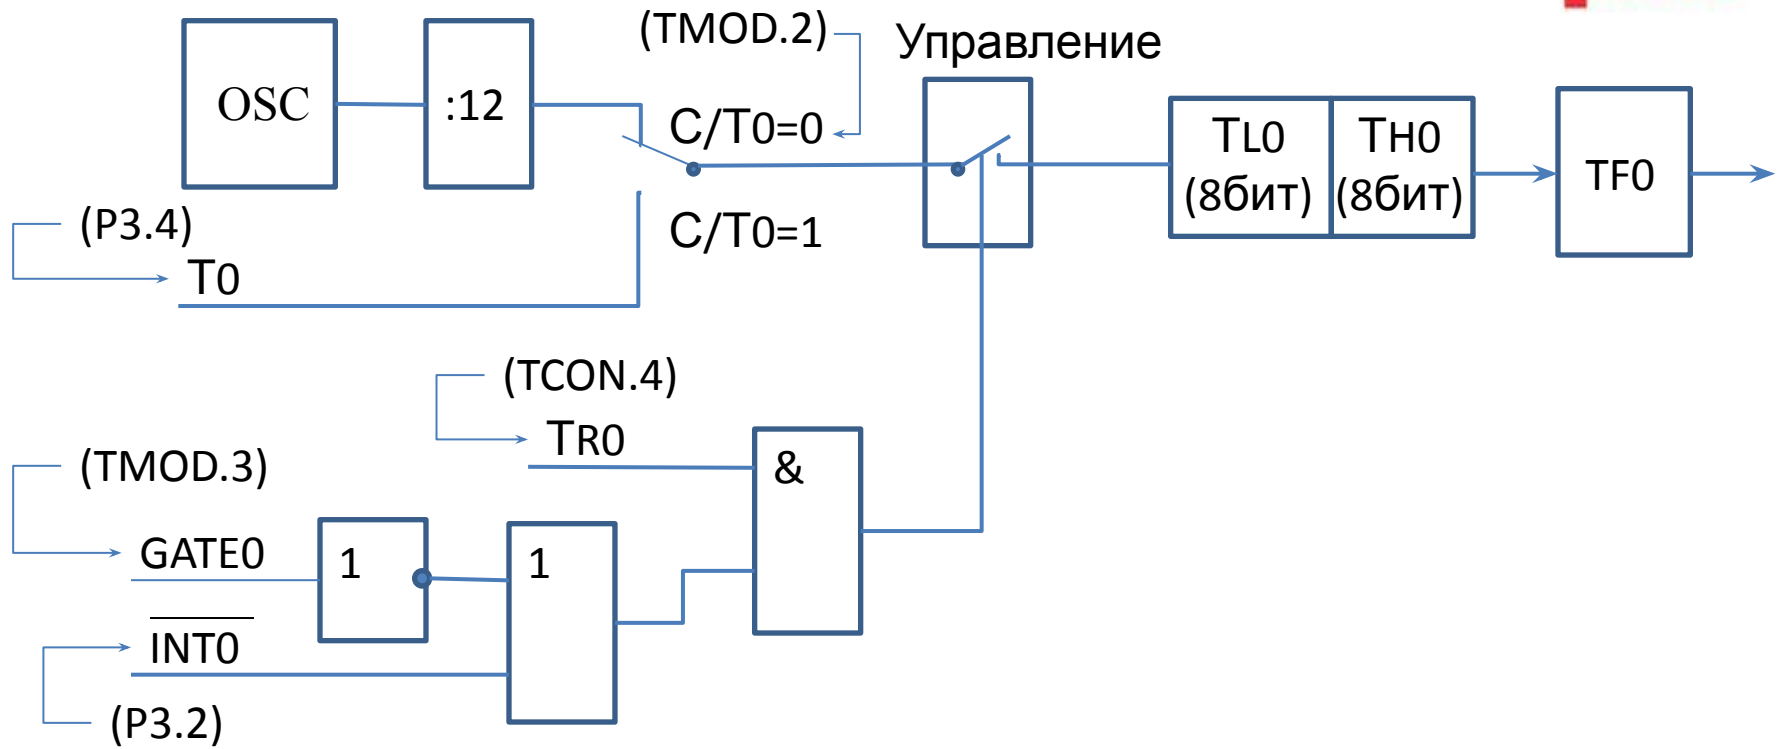 (TMOD.2)
Управление
OSC
:12
C/T0=0
TL0
(8бит)
TH0
(8бит)
TF0
(P3.4)
T0
C/T0=1
(TCON.4)
TR0
&
(TMOD.3)
GATE0
1
1
INT0
(P3.2)